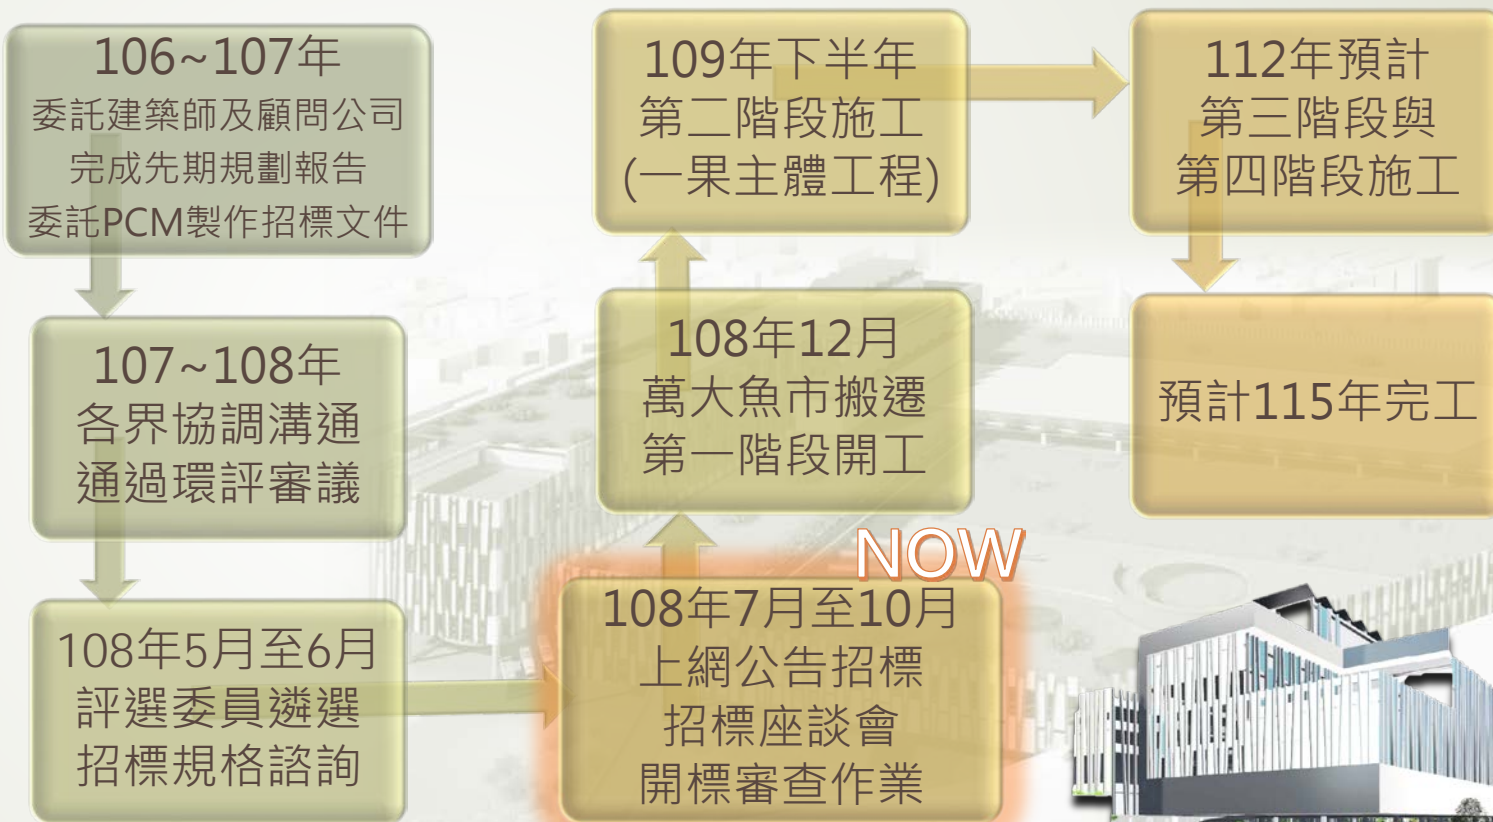 106~107年
委託建築師及顧問公司
完成先期規劃報告
委託PCM製作招標文件
107~108年
各界協調溝通
通過環評審議
108年5月至6月
評選委員遴選
招標規格諮詢
NOW
108年7月至10月
上網公告招標
招標座談會
開標審查作業
108年12月
萬大魚市搬遷
第一階段開工
109年下半年
第二階段施工
(一果主體工程)
112年預計
第三階段與
第四階段施工
預計115年完工